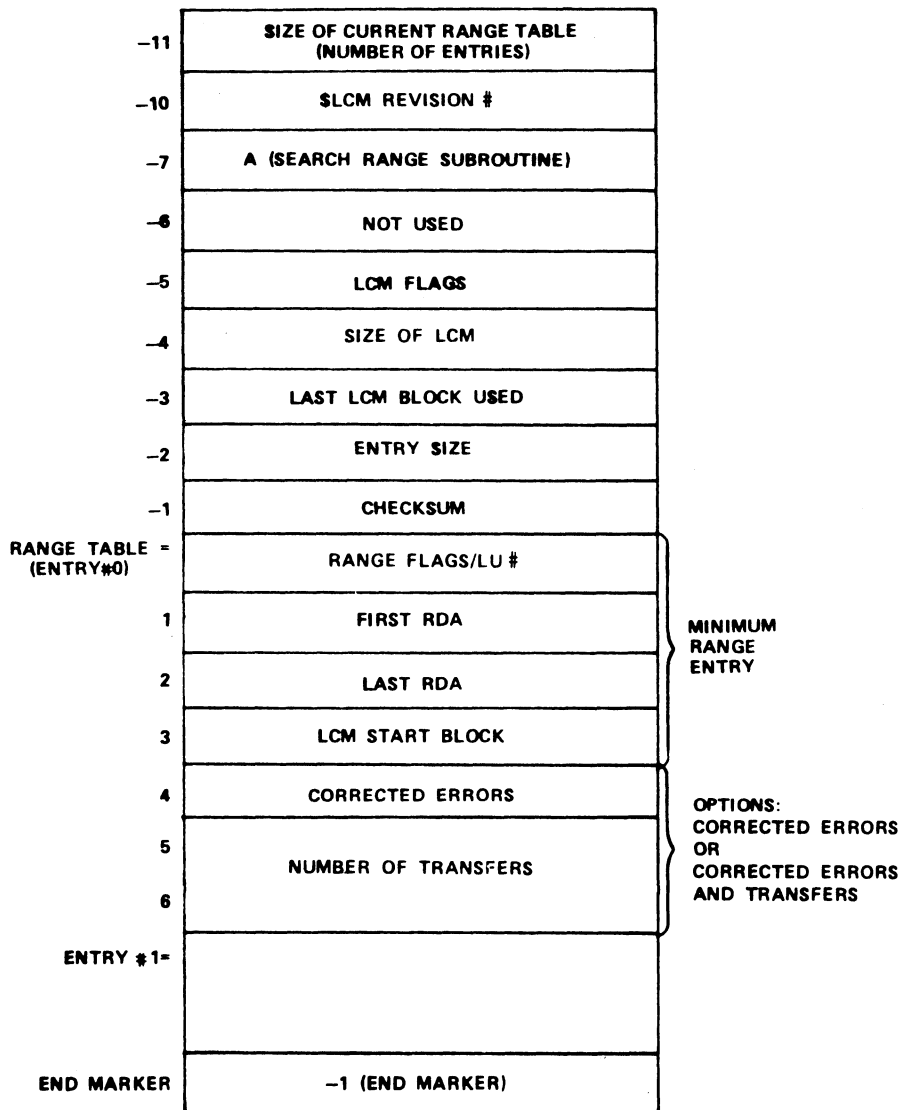 -11 SIZE OF CURRENT RANGE TABLE
(NUMBER OF ENTRIES)
-10 $LCM REVISION #
-7 A (SEARCH RANGE SUBROUTINE)
-6 NOT USED
-5 LCM FLAGS
-4 SIZE OF LCM
-3 LAST LCM BLOCK USED
-2 ENTRY SIZE
-1 CHECKSUM
RANGE TABLE =
(ENTRY#0)
RANGE FLAGS/LU #
1 FIRST RDA
2 LAST RDA
3 LCM START BLOCK
MINIMUM
RANGE
ENTRY
4 CORRECTED ERRORS
5
NUMBER OF TRANSFERS
6
OPTIONS:
CORRECTED ERRORS
OR
CORRECTED ERRORS
AND TRANSFERS
ENTRY #1=
END MARKER -1 (END MARKER)